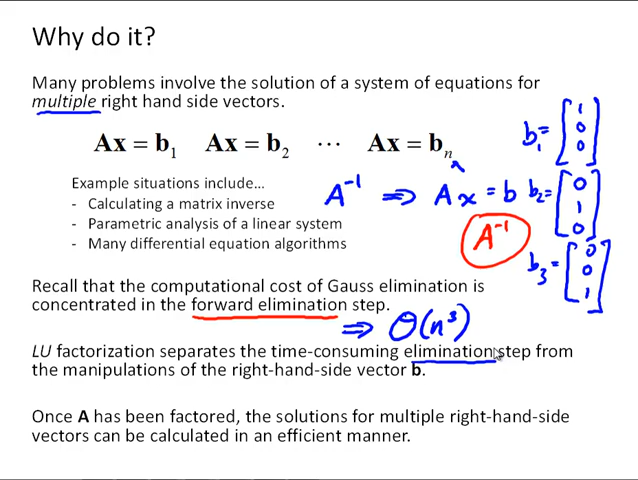 Why do it?
Many problems involve the solution of a system of equations for
multiple right hand side vectors.
Ax = b₁ Ax = b₂ ⋯ Ax = bₙ
b₁= [1 0 0]
Example situations include…
- Calculating a matrix inverse
- Parametric analysis of a linear system
- Many differential equation algorithms
A⁻¹ ⇒ Ax = b
b₂= [0 1 0]
A⁻¹
b₃= [0 0 1]
Recall that the computational cost of Gauss elimination is
concentrated in the forward elimination step.
⇒ O(n³)
LU factorization separates the time-consuming elimination step from
the manipulations of the right-hand-side vector b.
Once A has been factored, the solutions for multiple right-hand-side
vectors can be calculated in an efficient manner.